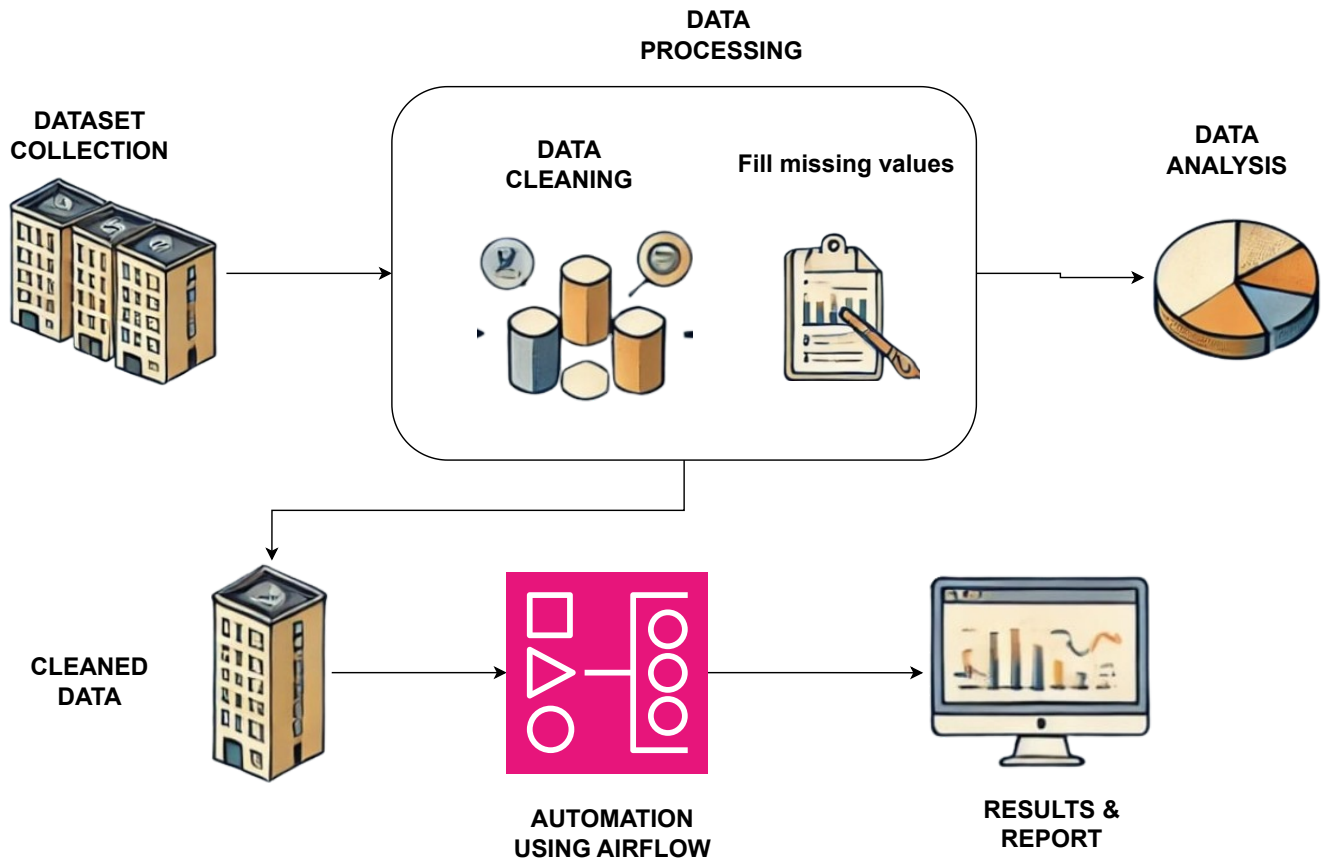 DATA
PROCESSING
DATASET
COLLECTION
DATA
CLEANING
Fill missing values
DATA
ANALYSIS
CLEANED
DATA
AUTOMATION
USING AIRFLOW
RESULTS &
REPORT